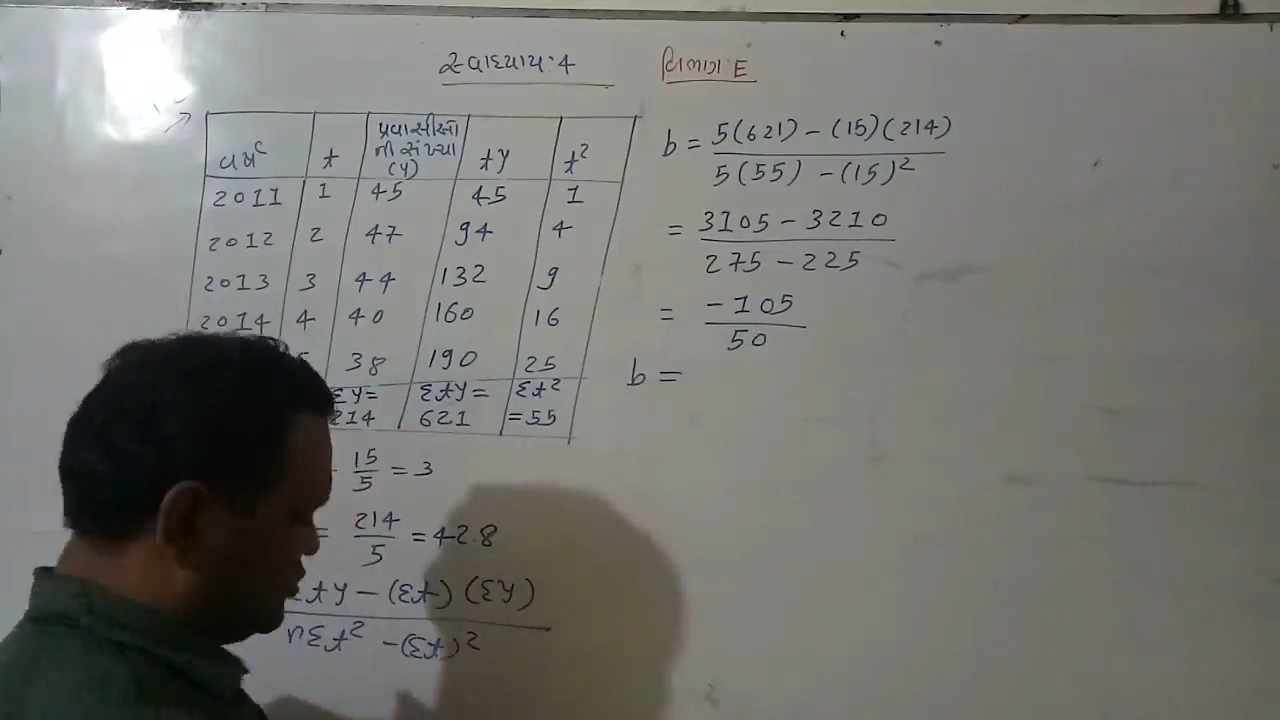 સ્વાધ્યાય:4
વિભાગ E
વર્ષ t પ્રવાસીઓની સંખ્યા (y) ty t²
2011 1 45 45 1
2012 2 47 94 4
2013 3 44 132 9
2014 4 40 160 16
38 190 25
Σy= Σty= Σt²
214 621 =55
15/5 = 3
= 214/5 = 42.8
Σty - (Σt)(Σy)
nΣt² - (Σt)²
b = 5(621) - (15)(214) / 5(55) - (15)²
= 3105 - 3210 / 275 - 225
= -105 / 50
b =